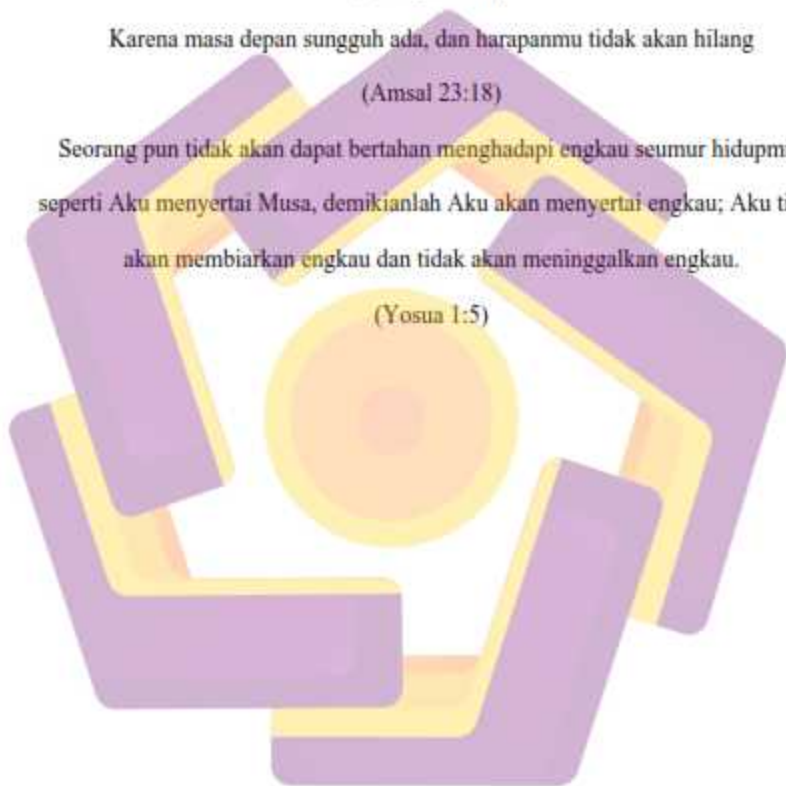 Karena masa depan sungguh ada, dan harapanmu tidak akan hilang
(Amsal 23:18)
Seorang pun tidak akan dapat bertahan menghadapi engkau seumur hidupm
seperti Aku menyertai Musa, demikianlah Aku akan menyertai engkau; Aku ti
akan membiarkan engkau dan tidak akan meninggalkan engkau.
(Yosua 1:5)